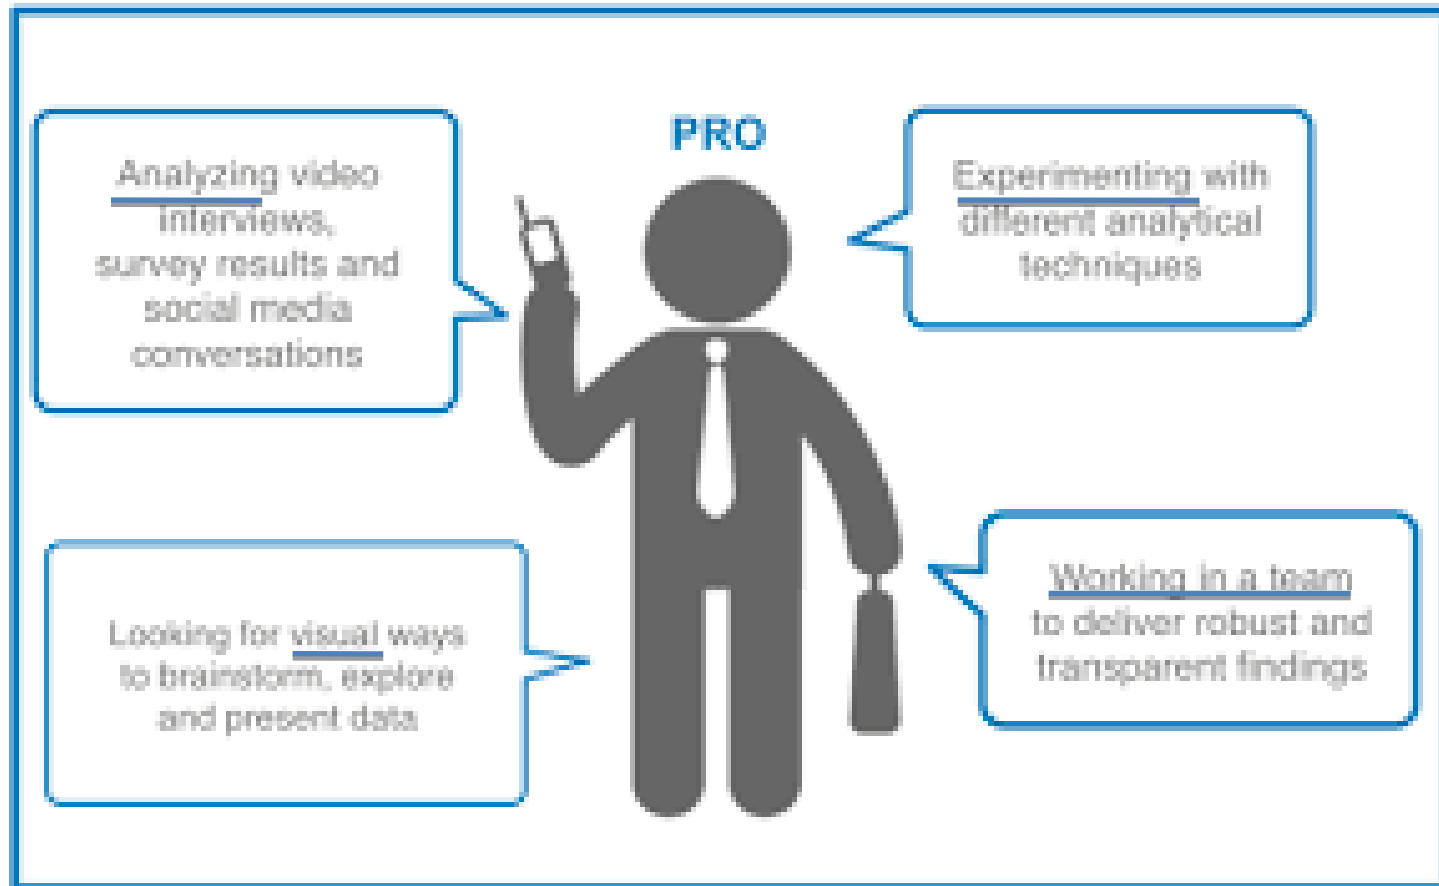 PRO
Analyzing video
interviews,
survey results and
social media
conversations
Experimenting with
different analytical
techniques
Looking for visual ways
to brainstorm, explore
and present data
Working in a team
to deliver robust and
transparent findings